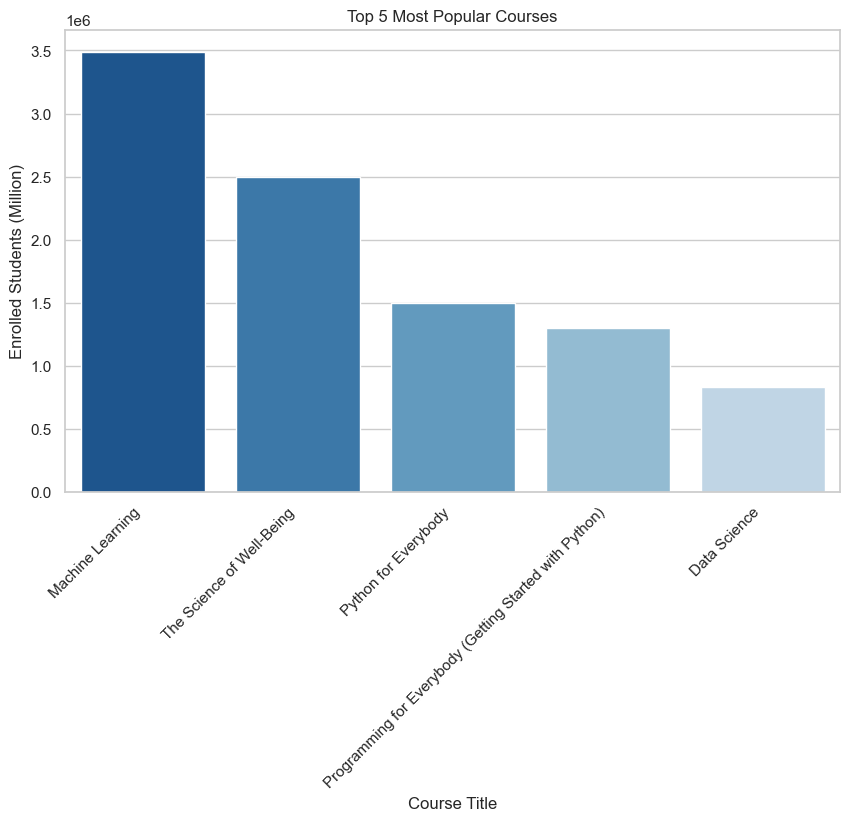 Top 5 Most Popular Courses
1e6
3.5
3.0
2.5
2.0
1.5
1.0
0.5
0.0
Enrolled Students (Million)
Machine Learning
The Science of Well-Being
Python for Everybody
Programming for Everybody (Getting Started with Python)
Data Science
Course Title